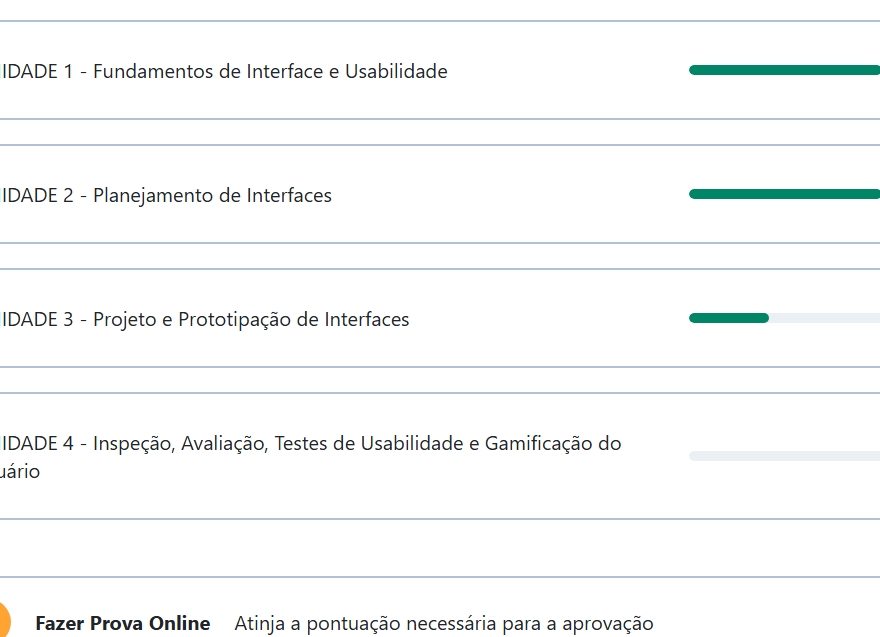 IDADE 1 - Fundamentos de Interface e Usabilidade
IDADE 2 - Planejamento de Interfaces
IDADE 3 - Projeto e Prototipação de Interfaces
IDADE 4 - Inspeção, Avaliação, Testes de Usabilidade e Gamificação do
uário
Fazer Prova Online Atinja a pontuação necessária para a aprovação